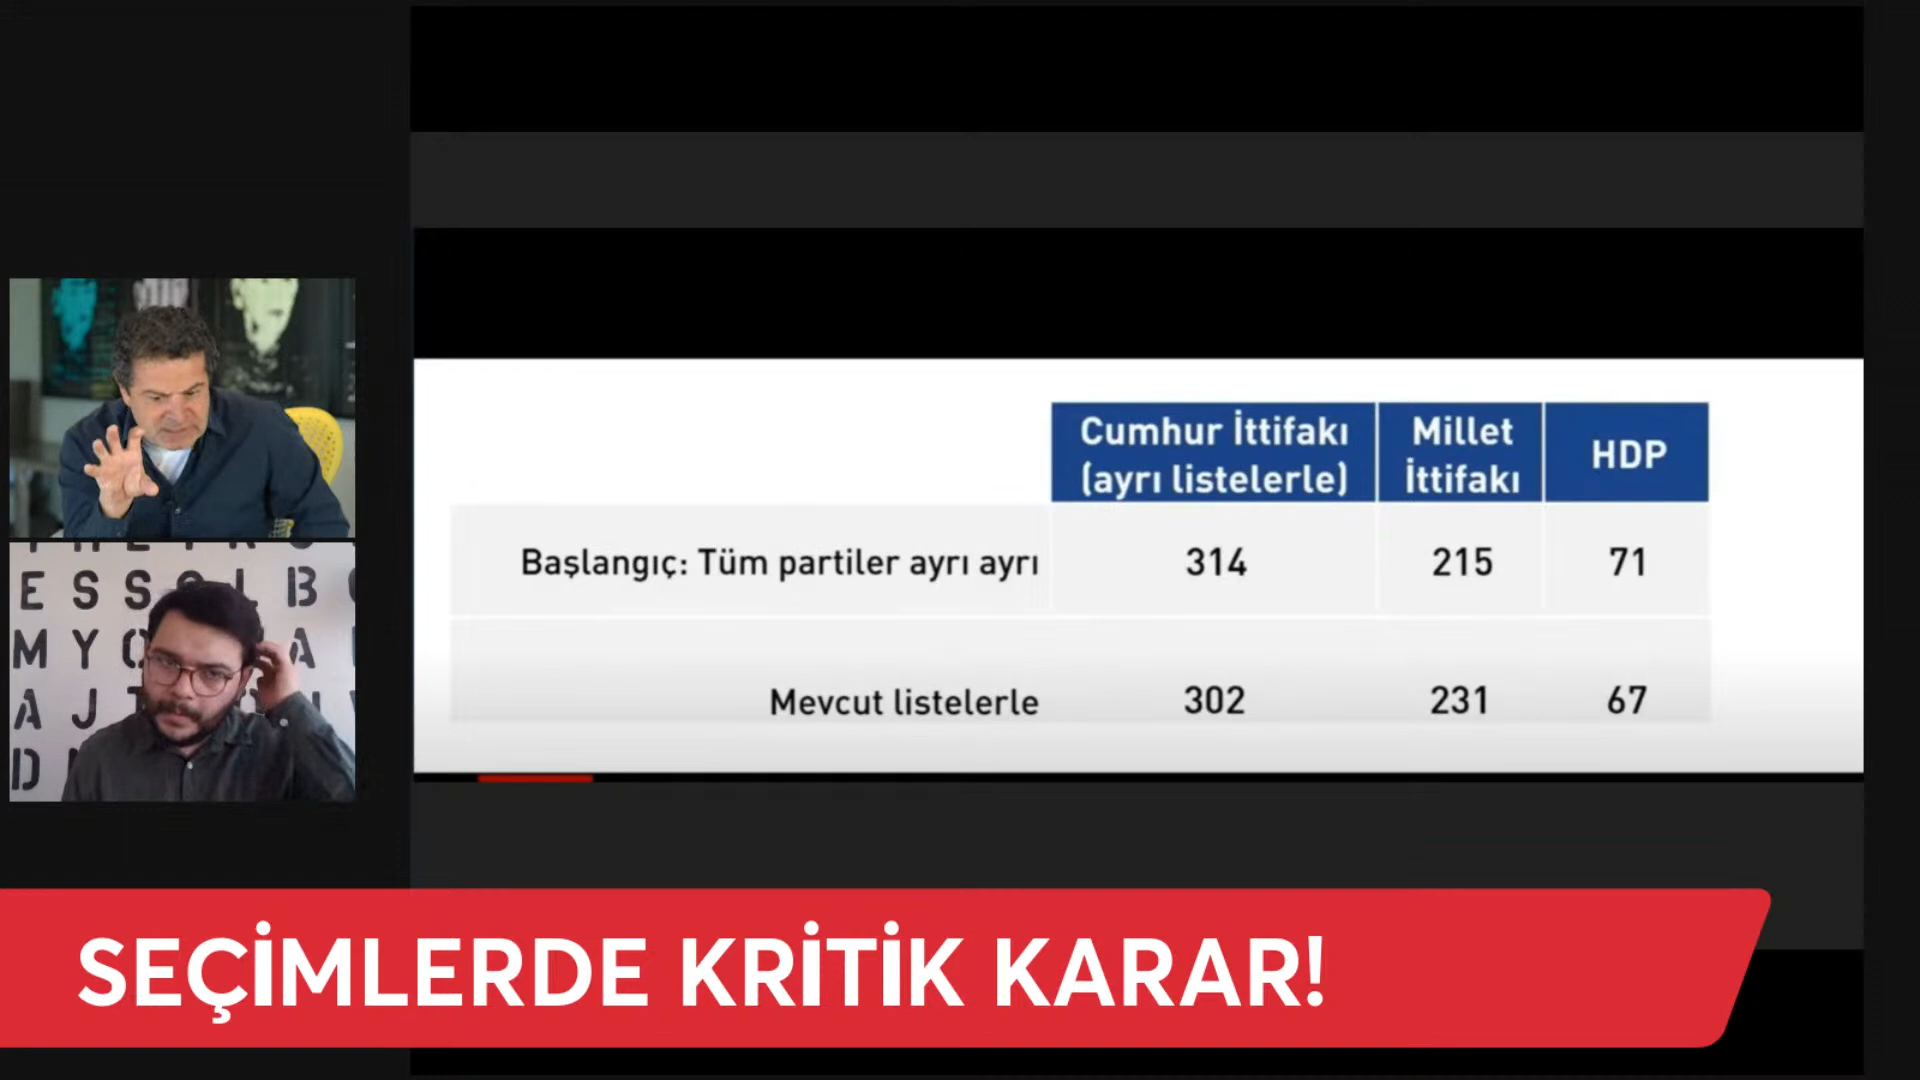 Cumhur İttifakı
(ayrı listelerle)
Millet
İttifakı
HDP
Başlangıç: Tüm partiler ayrı ayrı 314 215 71
Mevcut listelerle 302 231 67
E S S L B
M Y A
A J
D
SEÇİMLERDE KRİTİK KARAR!